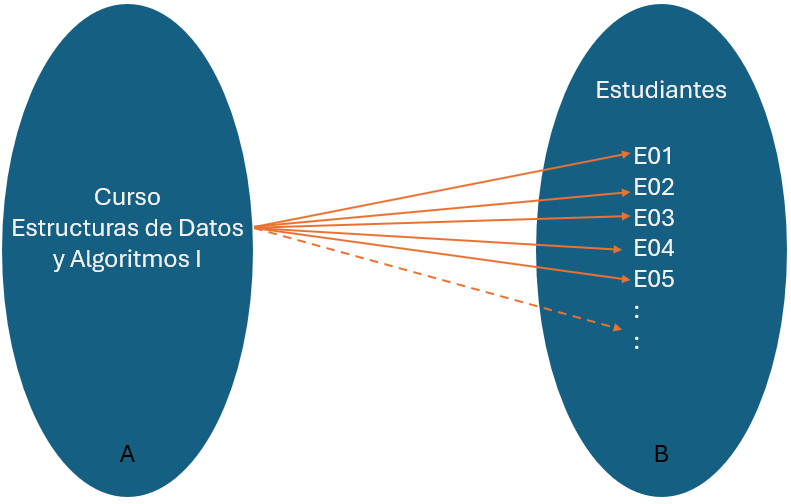 Curso
Estructuras de Datos
y Algoritmos I
A
Estudiantes
E01
E02
E03
E04
E05
:
:
B